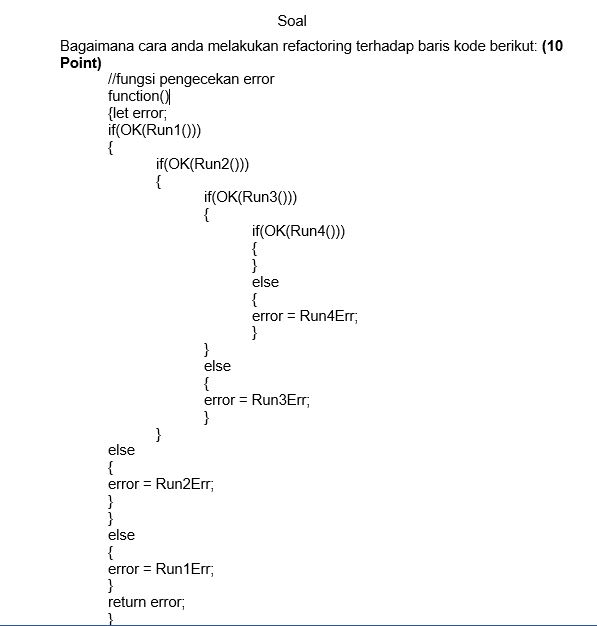 Soal
Bagaimana cara anda melakukan refactoring terhadap baris kode berikut: (10
Point)
//fungsi pengecekan error
function()
{let error;
if(OK(Run1()))
{
if(OK(Run2()))
{
if(OK(Run3()))
{
if(OK(Run4()))
{
}
else
{
error = Run4Err;
}
}
else
{
error = Run3Err;
}
}
else
{
error = Run2Err;
}
}
else
{
error = Run1Err;
}
return error;
}